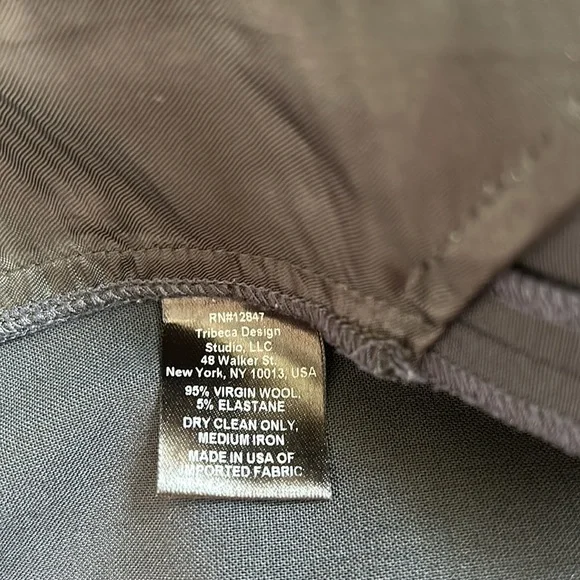 RN#12847
Tribeca Design
Studio, LLC
48 Walker St.
New York, NY 10013, USA
95% VIRGIN WOOL,
5% ELASTANE
DRY CLEAN ONLY,
MEDIUM IRON
MADE IN USA OF
IMPORTED FABRIC